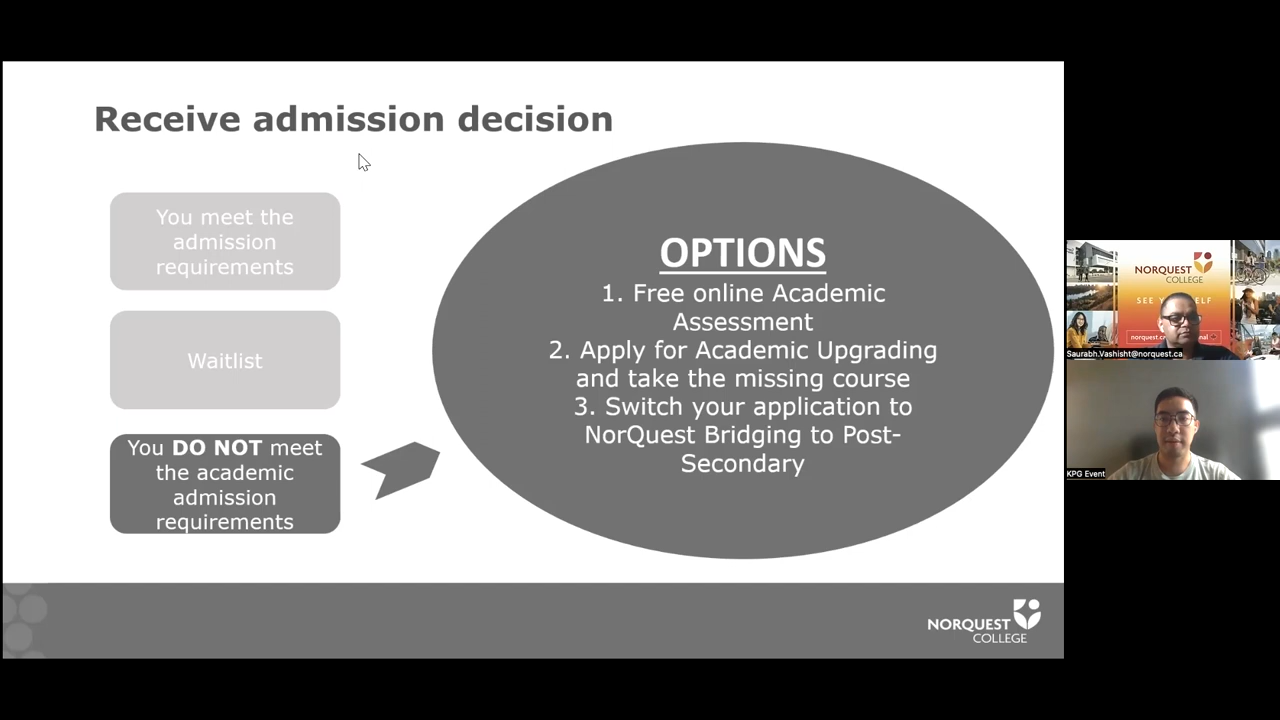 Receive admission decision
You meet the
admission
requirements
Waitlist
You DO NOT meet
the academic
admission
requirements
OPTIONS
1. Free online Academic
Assessment
2. Apply for Academic Upgrading
and take the missing course
3. Switch your application to
NorQuest Bridging to Post-
Secondary
NORQUEST
COLLEGE
NORQUEST
COLLEGE
Saurabh.Vashisht@norquest.ca
KPG Event